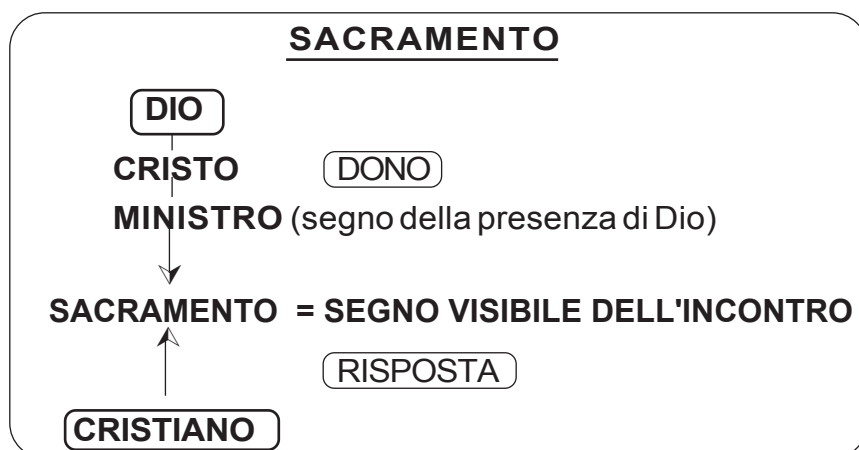 SACRAMENTO
DIO
CRISTO DONO
MINISTRO (segno della presenza di Dio)
SACRAMENTO = SEGNO VISIBILE DELL'INCONTRO
RISPOSTA
CRISTIANO